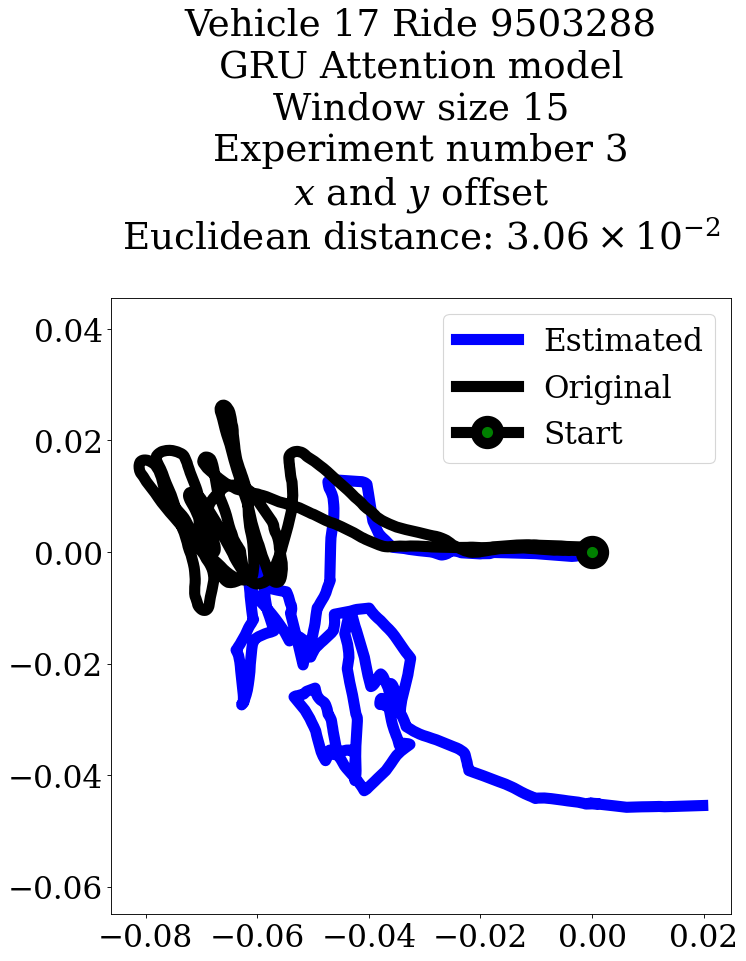 Vehicle 17 Ride 9503288
GRU Attention model
Window size 15
Experiment number 3
x and y offset
Euclidean distance: 3.06 × 10⁻²
Estimated
Original
Start
0.04
0.02
0.00
−0.02
−0.04
−0.06
−0.08 −0.06 −0.04 −0.02 0.00 0.02